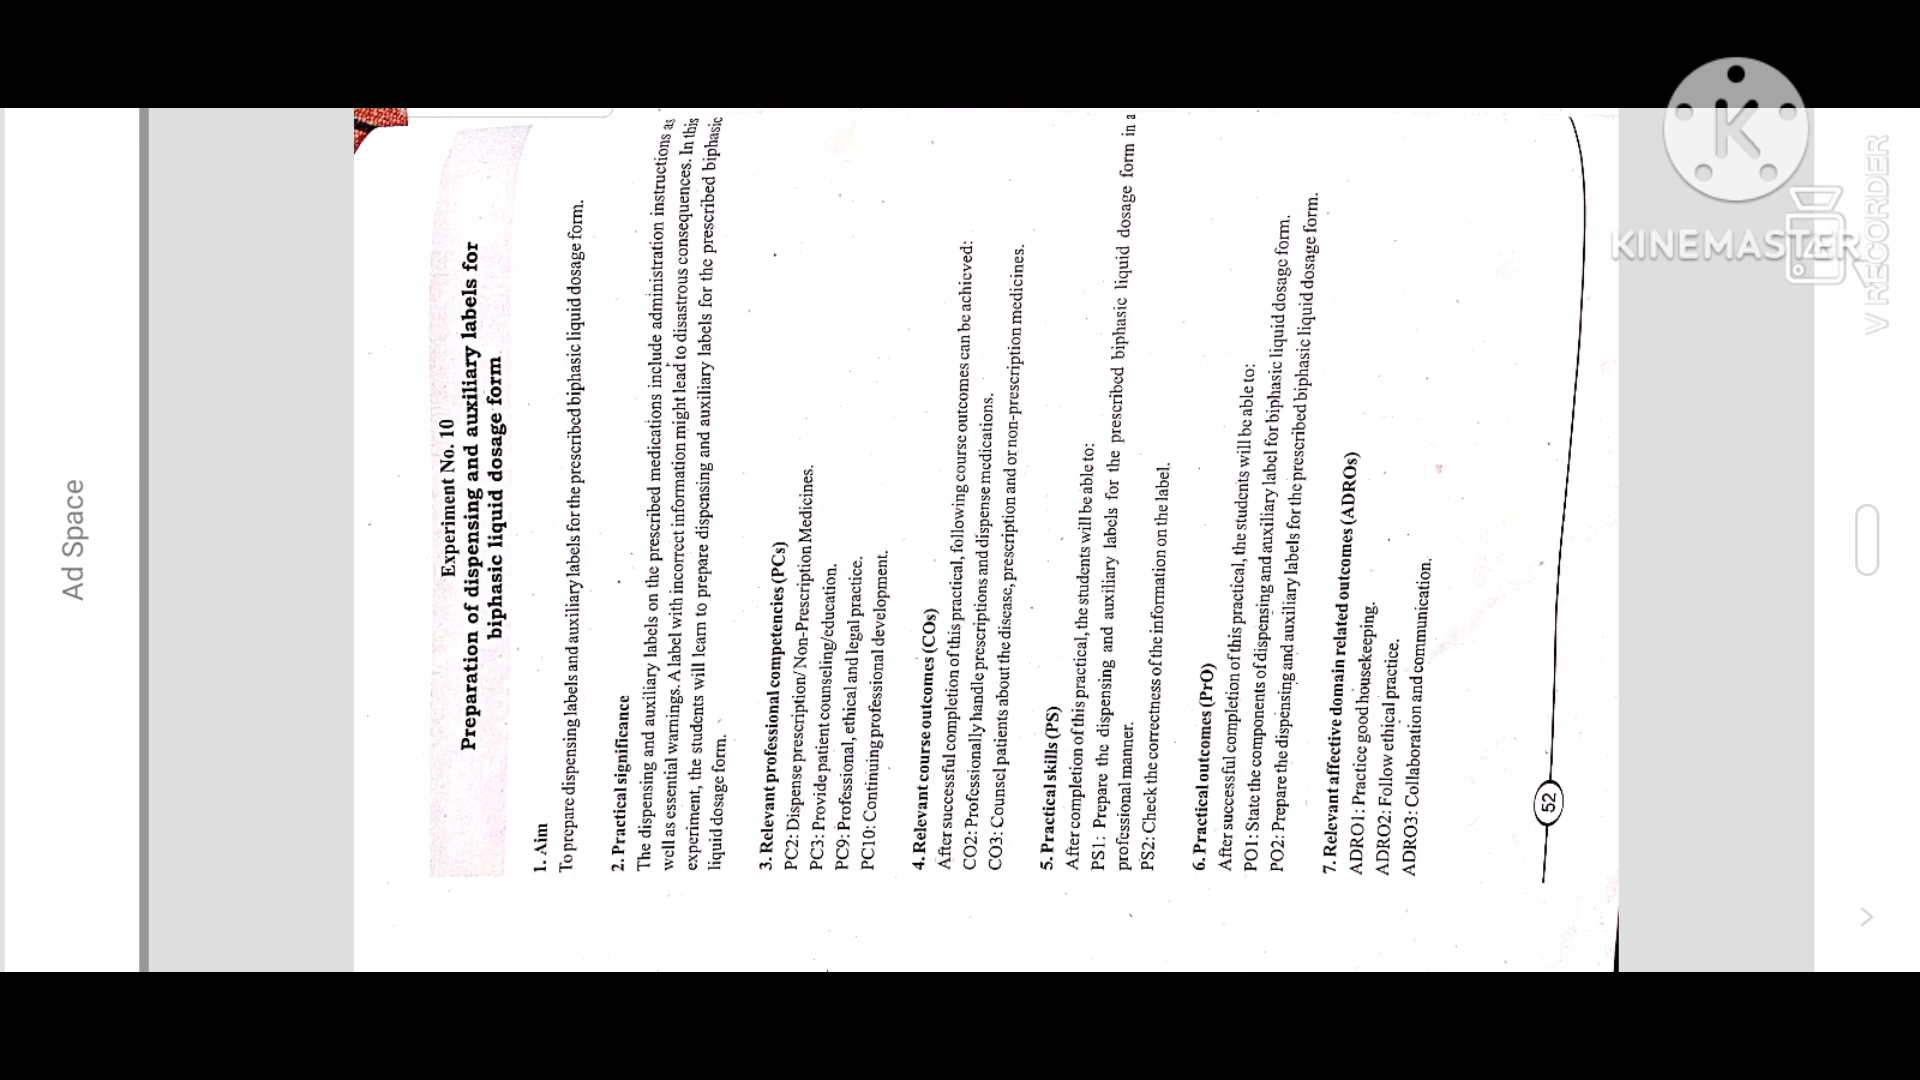 Experiment No. 10
Preparation of dispensing and auxiliary labels for
biphasic liquid dosage form
1. Aim
To prepare dispensing labels and auxiliary labels for the prescribed biphasic liquid dosage form.
2. Practical significance
The dispensing and auxiliary labels on the prescribed medications include administration instructions as
well as essential warnings. A label with incorrect information might lead to disastrous consequences. In this
experiment, the students will learn to prepare dispensing and auxiliary labels for the prescribed biphasic
liquid dosage form.
3. Relevant professional competencies (PCs)
PC2: Dispense prescription/ Non-Prescription Medicines.
PC3: Provide patient counseling/education.
PC9: Professional, ethical and legal practice.
PC10: Continuing professional development.
4. Relevant course outcomes (COs)
After successful completion of this practical, following course outcomes can be achieved:
CO2: Professionally handle prescriptions and dispense medications.
CO3: Counsel patients about the disease, prescription and or non-prescription medicines.
5. Practical skills (PS)
After completion of this practical, the students will be able to:
PS1: Prepare the dispensing and auxiliary labels for the prescribed biphasic liquid dosage form in a
professional manner.
PS2: Check the correctness of the information on the label.
6. Practical outcomes (PrO)
After successful completion of this practical, the students will be able to:
PO1: State the components of dispensing and auxiliary label for biphasic liquid dosage form.
PO2: Prepare the dispensing and auxiliary labels for the prescribed biphasic liquid dosage form.
7. Relevant affective domain related outcomes (ADROs)
ADRO1: Practice good housekeeping.
ADRO2: Follow ethical practice.
ADRO3: Collaboration and communication.
52
Ad Space
K
KINEMASTER
V RECORDER